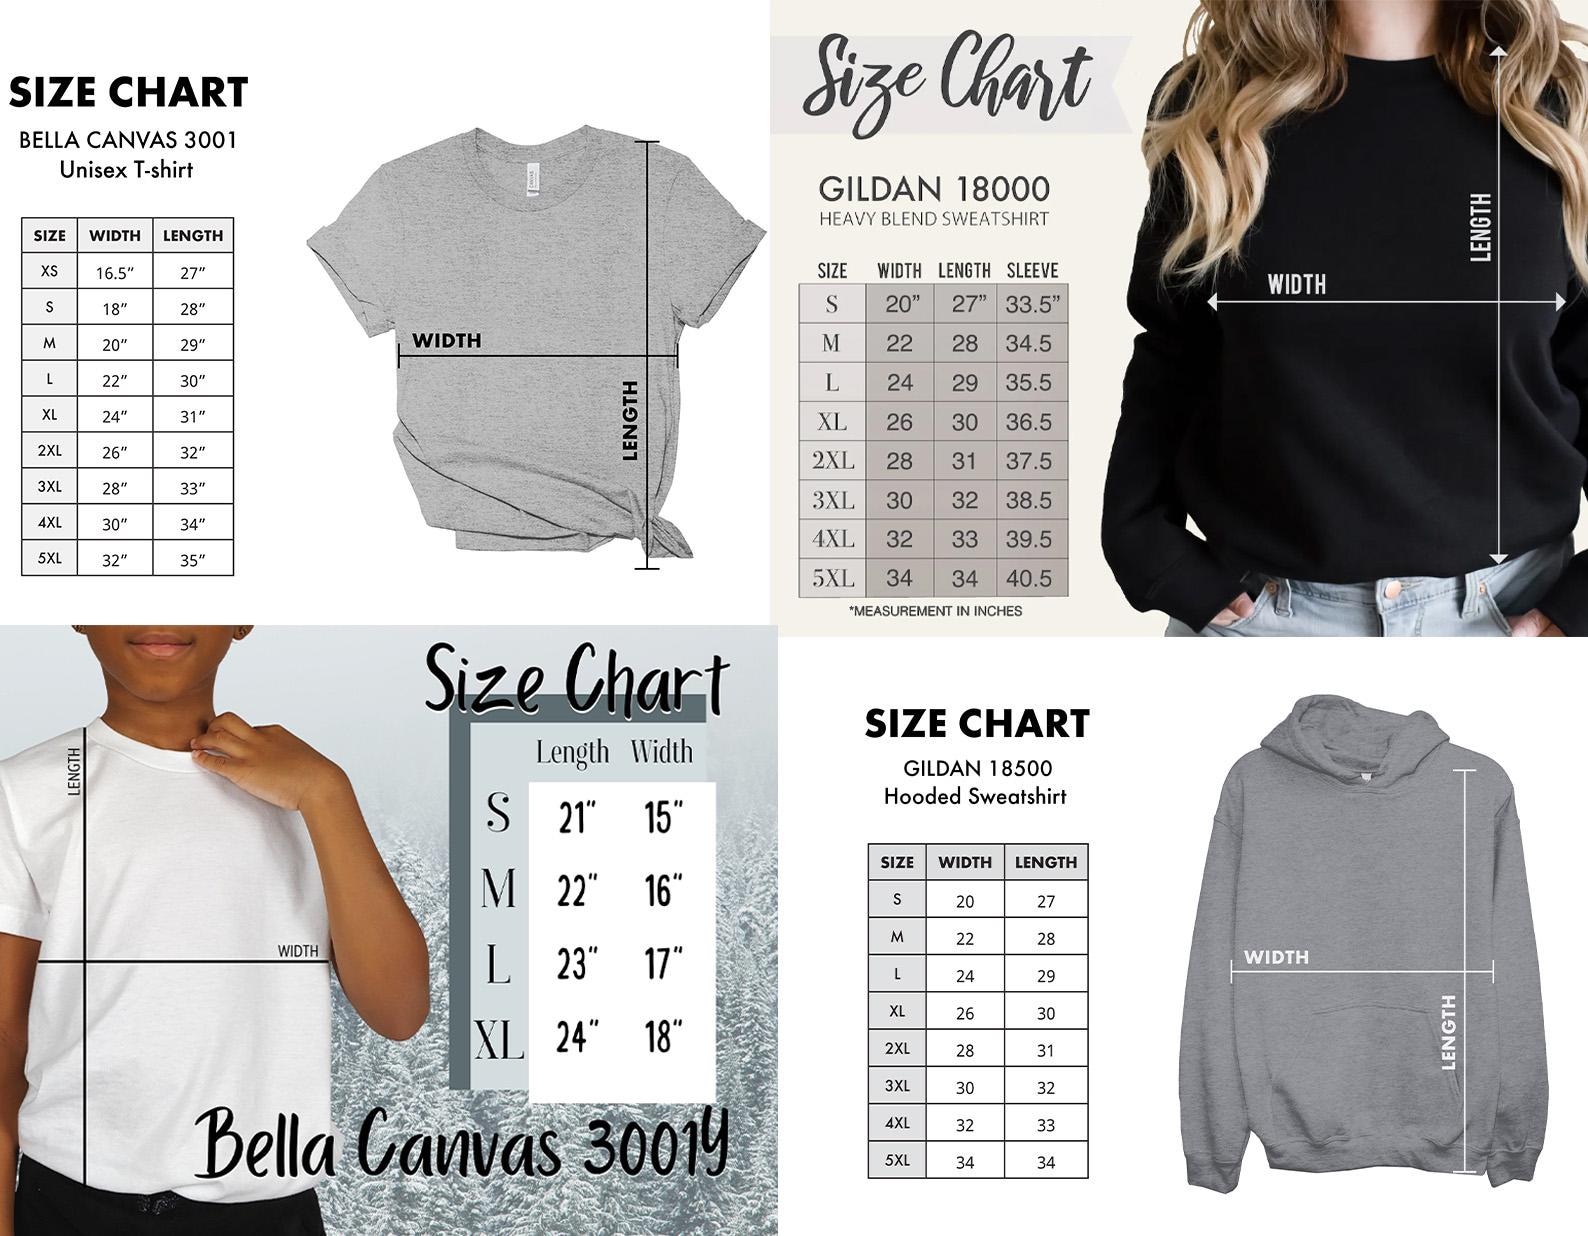 SIZE CHART
BELLA CANVAS 3001
Unisex T-shirt
SIZE WIDTH LENGTH
XS 16.5” 27”
S 18” 28”
M 20” 29”
L 22” 30”
XL 24” 31”
2XL 26” 32”
3XL 28” 33”
4XL 30” 34”
5XL 32” 35”
CANVAS
WIDTH
LENGTH
Size Chart
GILDAN 18000
HEAVY BLEND SWEATSHIRT
SIZE WIDTH LENGTH SLEEVE
S 20” 27” 33.5”
M 22 28 34.5
L 24 29 35.5
XL 26 30 36.5
2XL 28 31 37.5
3XL 30 32 38.5
4XL 32 33 39.5
5XL 34 34 40.5
*MEASUREMENT IN INCHES
LENGTH
WIDTH
Size Chart
Length Width
S 21" 15"
M 22" 16"
L 23" 17"
XL 24" 18"
LENGTH
WIDTH
Bella Canvas 3001Y
SIZE CHART
GILDAN 18500
Hooded Sweatshirt
SIZE WIDTH LENGTH
S 20 27
M 22 28
L 24 29
XL 26 30
2XL 28 31
3XL 30 32
4XL 32 33
5XL 34 34
WIDTH
LENGTH